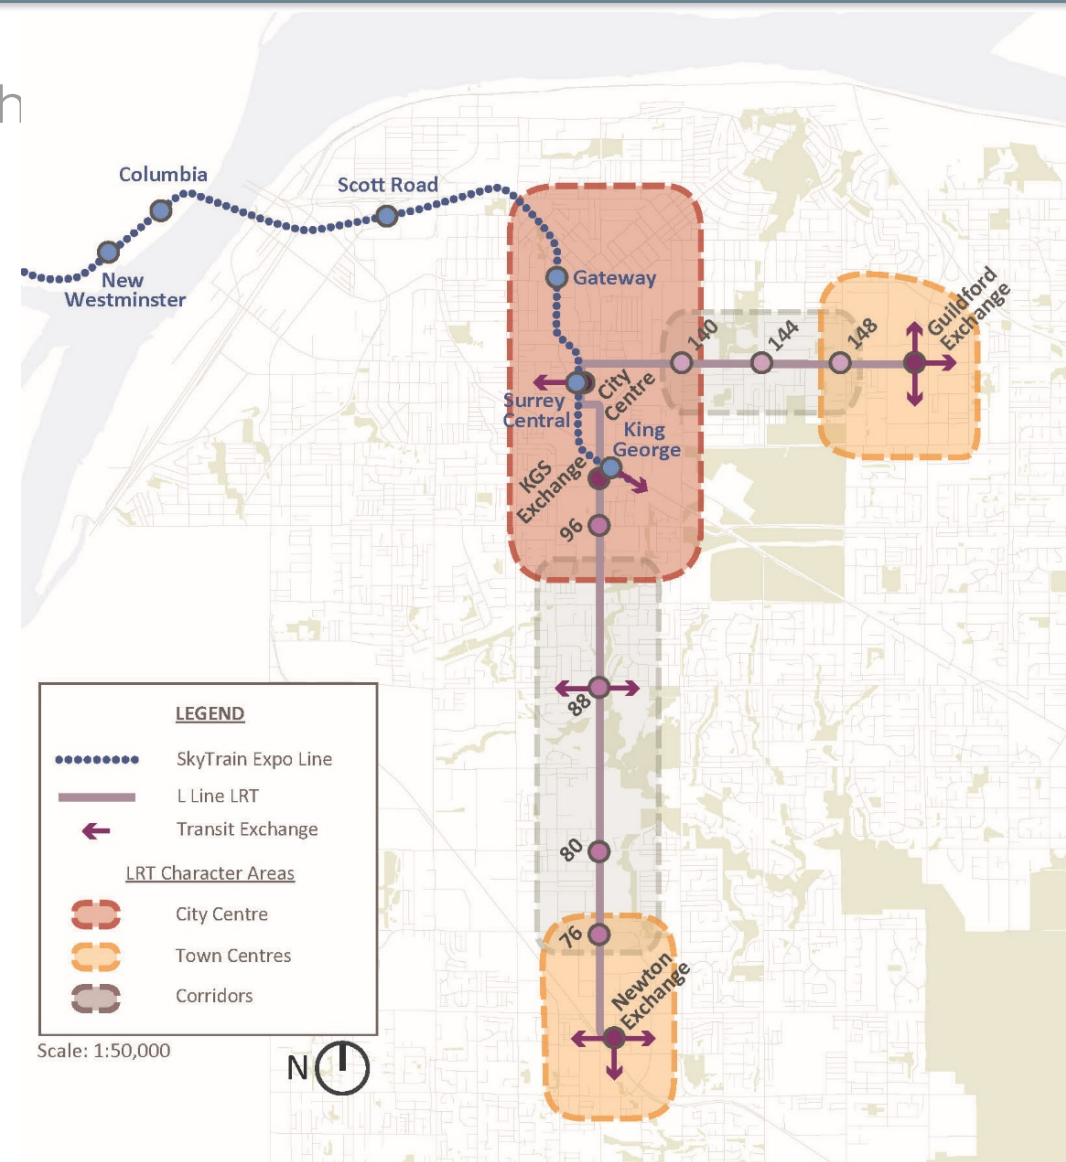 h
Columbia
Scott Road
New
Westminster
Gateway
Guildford
Exchange
140
144
148
City
Centre
Surrey
Central
King
George
KGS
Exchange
96
88
80
76
Newton
Exchange
LEGEND
SkyTrain Expo Line
L Line LRT
Transit Exchange
LRT Character Areas
City Centre
Town Centres
Corridors
Scale: 1:50,000
N